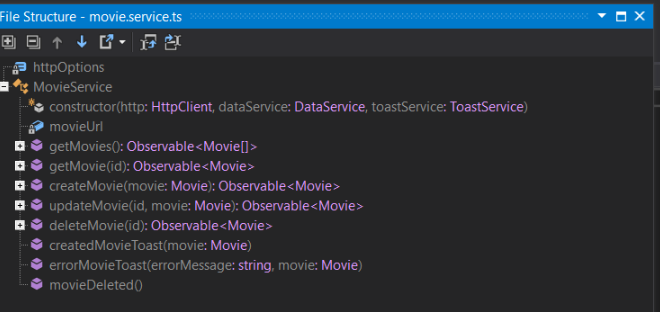 File Structure - movie.service.ts
httpOptions
MovieService
constructor(http: HttpClient, dataService: DataService, toastService: ToastService)
movieUrl
getMovies(): Observable<Movie[]>
getMovie(id): Observable<Movie>
createMovie(movie: Movie): Observable<Movie>
updateMovie(id, movie: Movie): Observable<Movie>
deleteMovie(id): Observable<Movie>
createdMovieToast(movie: Movie)
errorMovieToast(errorMessage: string, movie: Movie)
movieDeleted()